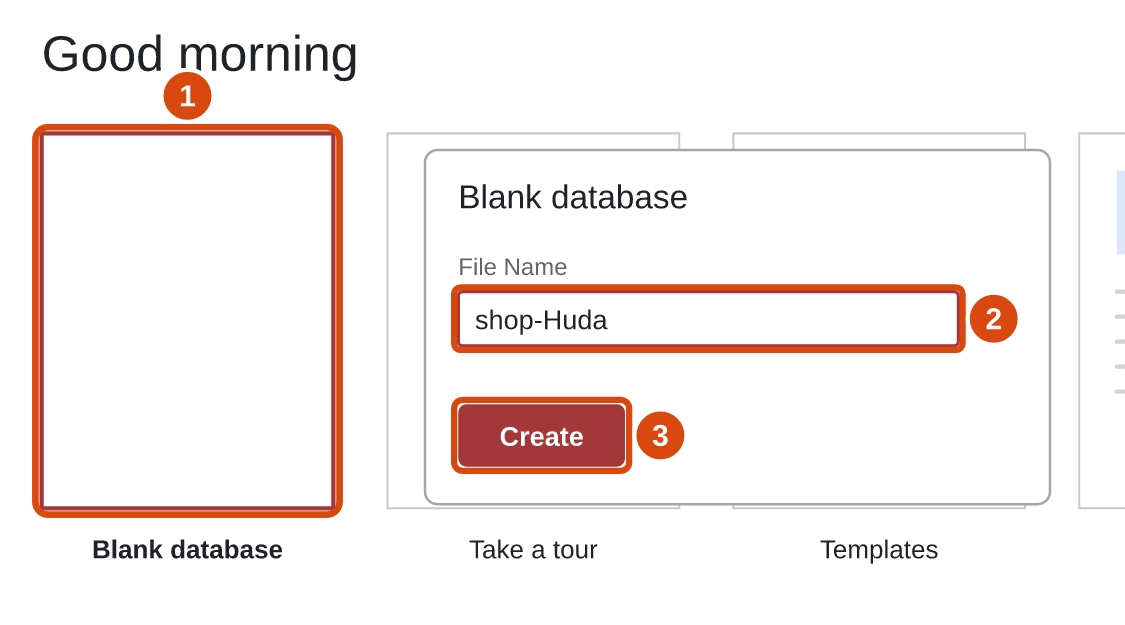 Good morning
1
Blank database
File Name
shop-Huda
2
Create
3
Blank database
Take a tour
Templates